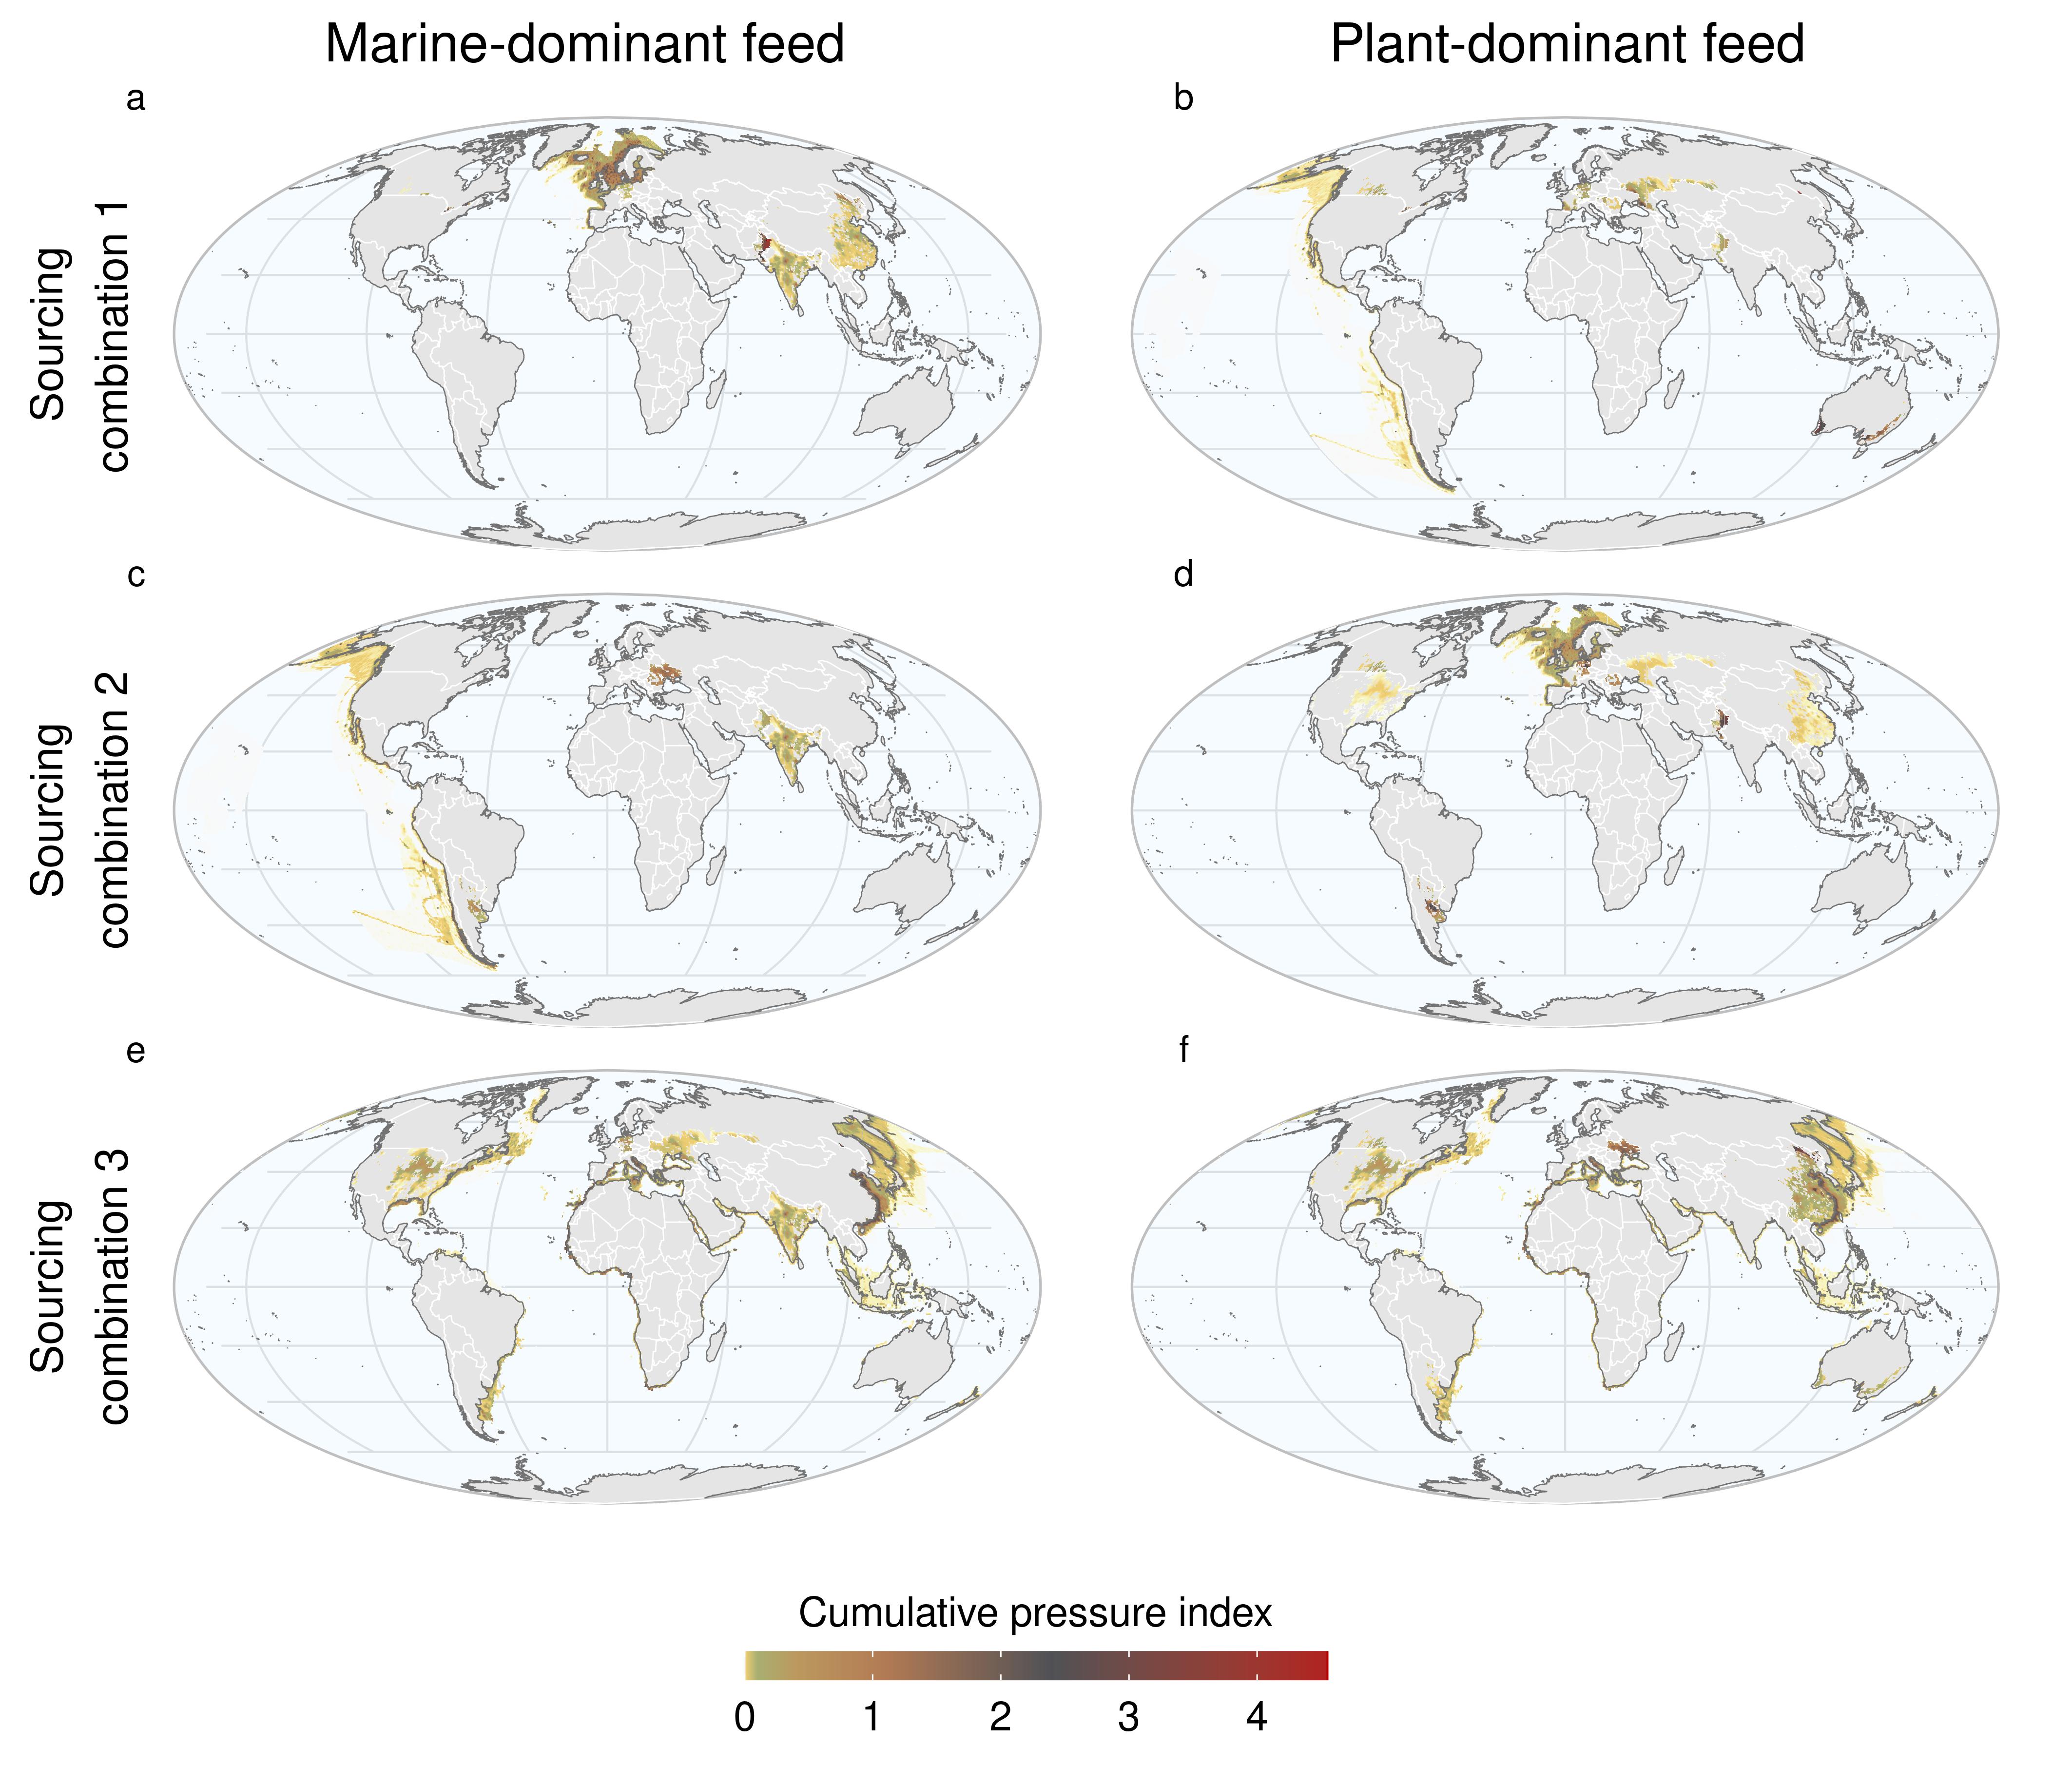 Marine-dominant feed
Plant-dominant feed
a
b
Sourcing
combination 1
c
d
Sourcing
combination 2
e
f
Sourcing
combination 3
Cumulative pressure index
0 1 2 3 4